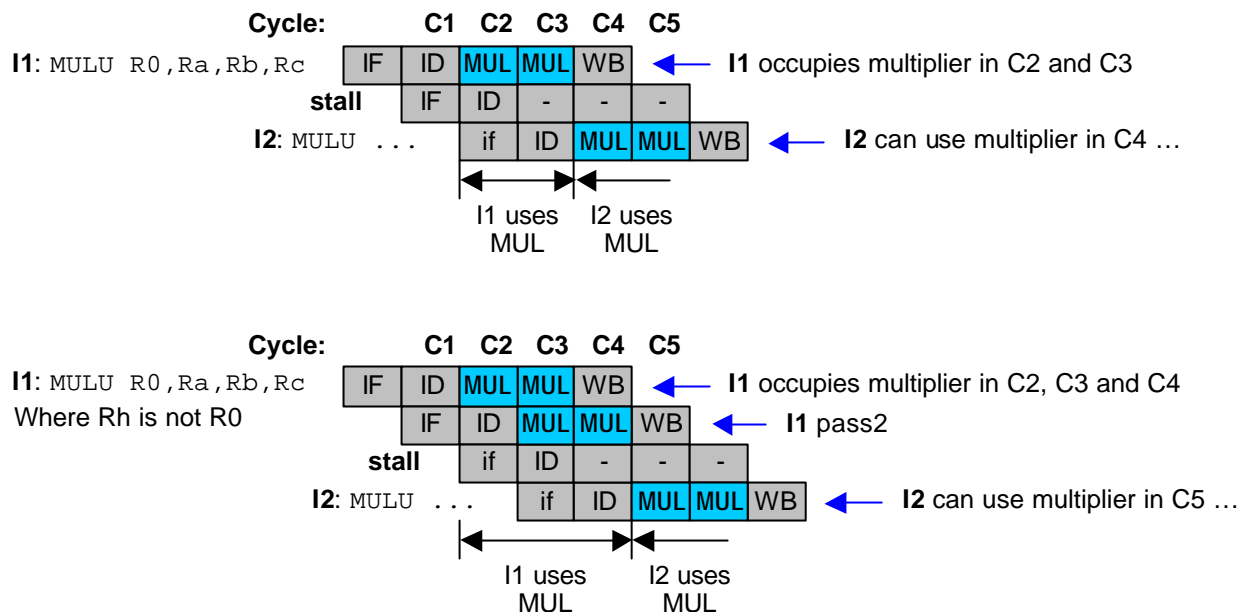 Cycle: C1 C2 C3 C4 C5
I1: MULU R0,Ra,Rb,Rc IF ID MUL MUL WB I1 occupies multiplier in C2 and C3
stall IF ID - - -
I2: MULU ... if ID MUL MUL WB I2 can use multiplier in C4 …
I1 uses I2 uses
MUL MUL
Cycle: C1 C2 C3 C4 C5
I1: MULU R0,Ra,Rb,Rc IF ID MUL MUL WB I1 occupies multiplier in C2, C3 and C4
Where Rh is not R0 IF ID MUL MUL WB I1 pass2
stall if ID - - -
I2: MULU ... if ID MUL MUL WB I2 can use multiplier in C5 …
I1 uses I2 uses
MUL MUL